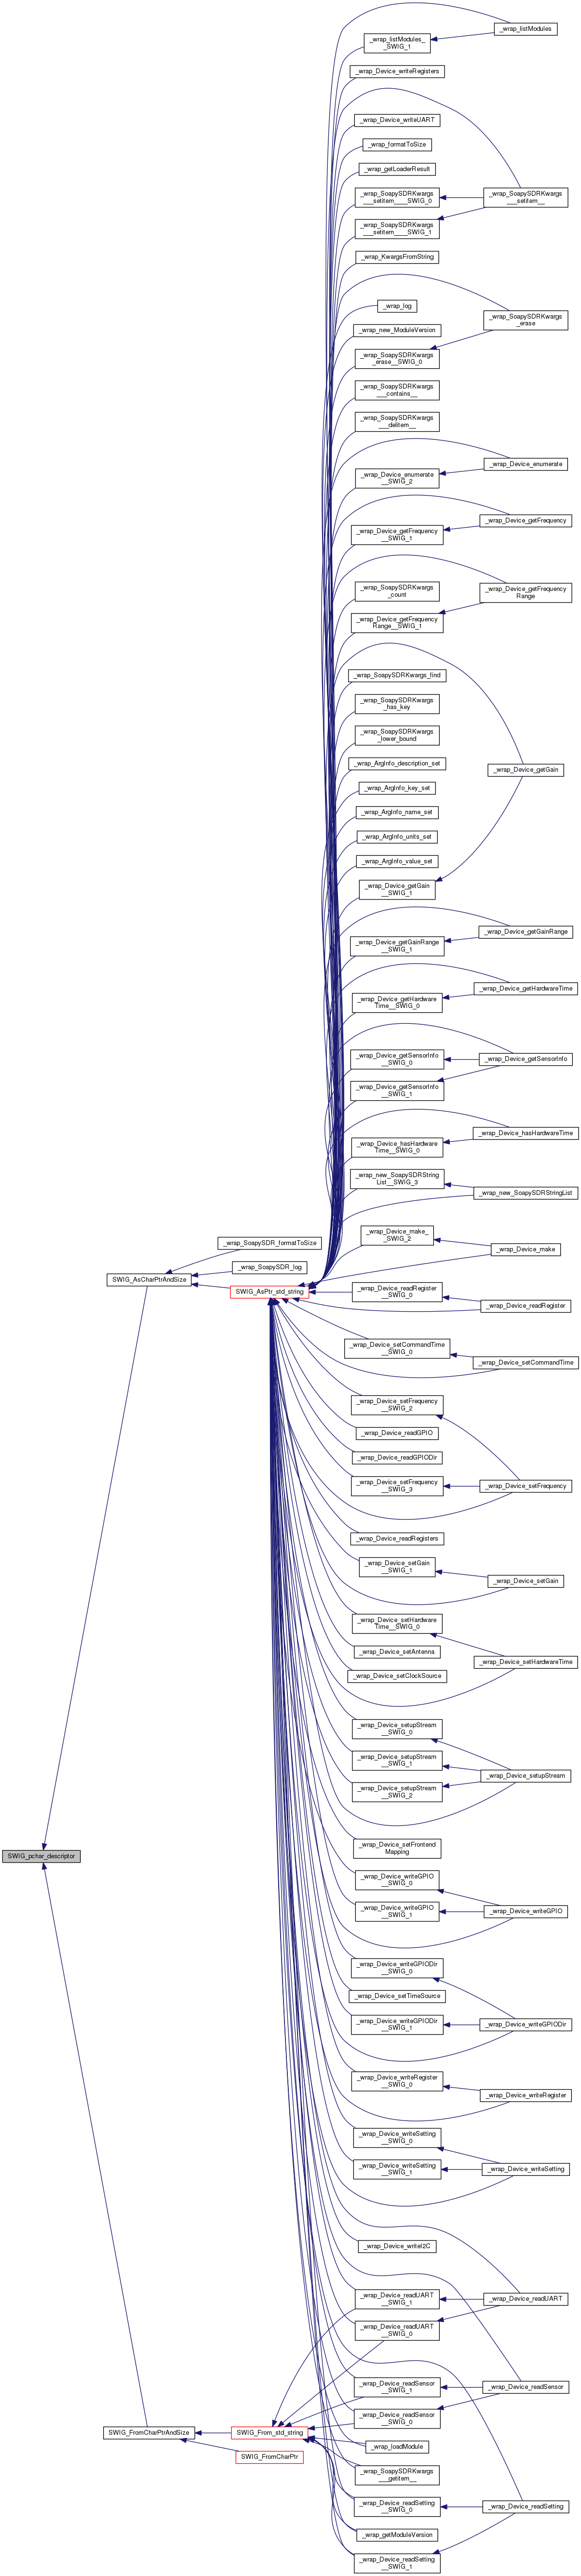 _wrap_listModules
_wrap_listModules_
_SWIG_1
_wrap_Device_writeRegisters
_wrap_Device_writeUART
_wrap_formatToSize
_wrap_getLoaderResult
_wrap_SoapySDRKwargs
___setitem____SWIG_0
_wrap_SoapySDRKwargs
___setitem__
_wrap_SoapySDRKwargs
___setitem____SWIG_1
_wrap_KwargsFromString
_wrap_log
_wrap_SoapySDRKwargs
_erase
_wrap_new_ModuleVersion
_wrap_SoapySDRKwargs
_erase__SWIG_0
_wrap_SoapySDRKwargs
___contains__
_wrap_SoapySDRKwargs
___delitem__
_wrap_Device_enumerate
_wrap_Device_enumerate
__SWIG_2
_wrap_Device_getFrequency
_wrap_Device_getFrequency
__SWIG_1
_wrap_SoapySDRKwargs
_count
_wrap_Device_getFrequency
Range
_wrap_Device_getFrequency
Range__SWIG_1
_wrap_SoapySDRKwargs_find
_wrap_SoapySDRKwargs
_has_key
_wrap_SoapySDRKwargs
_lower_bound
_wrap_ArgInfo_description_set
_wrap_Device_getGain
_wrap_ArgInfo_key_set
_wrap_ArgInfo_name_set
_wrap_ArgInfo_units_set
_wrap_ArgInfo_value_set
_wrap_Device_getGain
__SWIG_1
_wrap_Device_getGainRange
_wrap_Device_getGainRange
__SWIG_1
_wrap_Device_getHardwareTime
_wrap_Device_getHardware
Time__SWIG_0
_wrap_Device_getSensorInfo
__SWIG_0
_wrap_Device_getSensorInfo
_wrap_Device_getSensorInfo
__SWIG_1
_wrap_Device_hasHardwareTime
_wrap_Device_hasHardware
Time__SWIG_0
_wrap_new_SoapySDRString
List__SWIG_3
_wrap_new_SoapySDRStringList
_wrap_Device_make_
_SWIG_2
_wrap_SoapySDR_formatToSize
_wrap_Device_make
_wrap_SoapySDR_log
SWIG_AsCharPtrAndSize
SWIG_AsPtr_std_string
_wrap_Device_readRegister
__SWIG_0
_wrap_Device_readRegister
_wrap_Device_setCommandTime
__SWIG_0
_wrap_Device_setCommandTime
_wrap_Device_setFrequency
__SWIG_2
_wrap_Device_readGPIO
_wrap_Device_readGPIODir
_wrap_Device_setFrequency
__SWIG_3
_wrap_Device_setFrequency
_wrap_Device_readRegisters
_wrap_Device_setGain
__SWIG_1
_wrap_Device_setGain
_wrap_Device_setHardware
Time__SWIG_0
_wrap_Device_setAntenna
_wrap_Device_setHardwareTime
_wrap_Device_setClockSource
_wrap_Device_setupStream
__SWIG_0
_wrap_Device_setupStream
__SWIG_1
_wrap_Device_setupStream
_wrap_Device_setupStream
__SWIG_2
_wrap_Device_setFrontend
Mapping
SWIG_pchar_descriptor
_wrap_Device_writeGPIO
__SWIG_0
_wrap_Device_writeGPIO
__SWIG_1
_wrap_Device_writeGPIO
_wrap_Device_writeGPIODir
__SWIG_0
_wrap_Device_setTimeSource
_wrap_Device_writeGPIODir
__SWIG_1
_wrap_Device_writeGPIODir
_wrap_Device_writeRegister
__SWIG_0
_wrap_Device_writeRegister
_wrap_Device_writeSetting
__SWIG_0
_wrap_Device_writeSetting
__SWIG_1
_wrap_Device_writeSetting
_wrap_Device_writeI2C
_wrap_Device_readUART
__SWIG_1
_wrap_Device_readUART
_wrap_Device_readUART
__SWIG_0
_wrap_Device_readSensor
__SWIG_1
_wrap_Device_readSensor
_wrap_Device_readSensor
__SWIG_0
SWIG_FromCharPtrAndSize
SWIG_From_std_string
_wrap_loadModule
SWIG_FromCharPtr
_wrap_SoapySDRKwargs
___getitem__
_wrap_Device_readSetting
__SWIG_0
_wrap_Device_readSetting
_wrap_getModuleVersion
_wrap_Device_readSetting
__SWIG_1